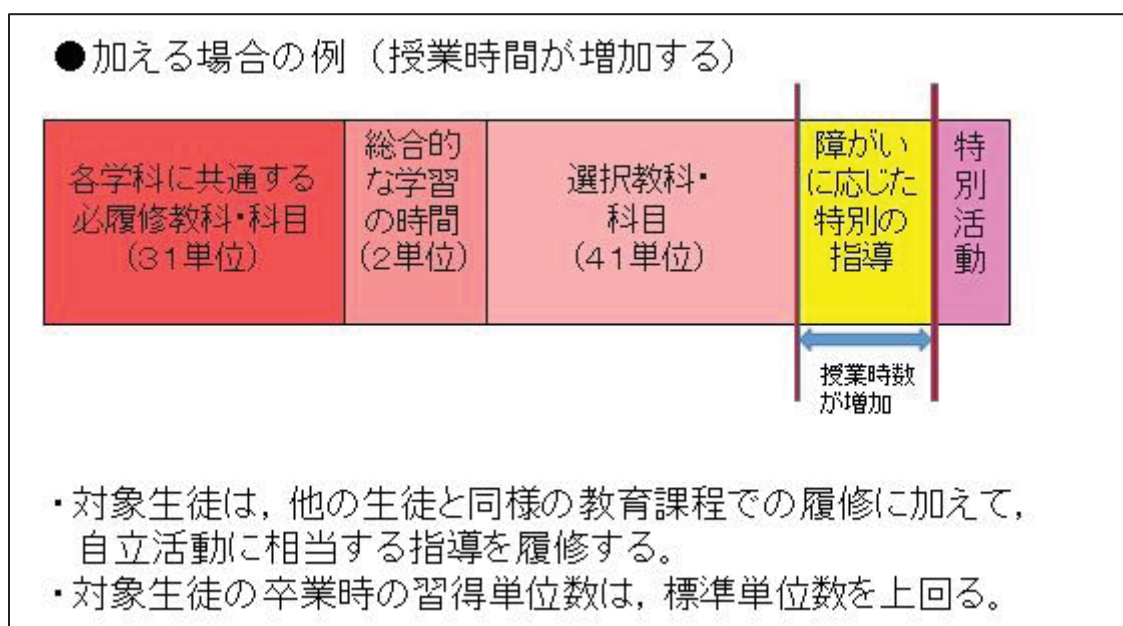 ●加える場合の例（授業時間が増加する）
各学科に共通する
必履修教科・科目
(31単位)
総合的
な学習
の時間
(2単位)
選択教科・
科目
(41単位)
障がい
に応じた
特別の
指導
特別活動
授業時数
が増加
・対象生徒は，他の生徒と同様の教育課程での履修に加えて，
自立活動に相当する指導を履修する。
・対象生徒の卒業時の習得単位数は，標準単位数を上回る。